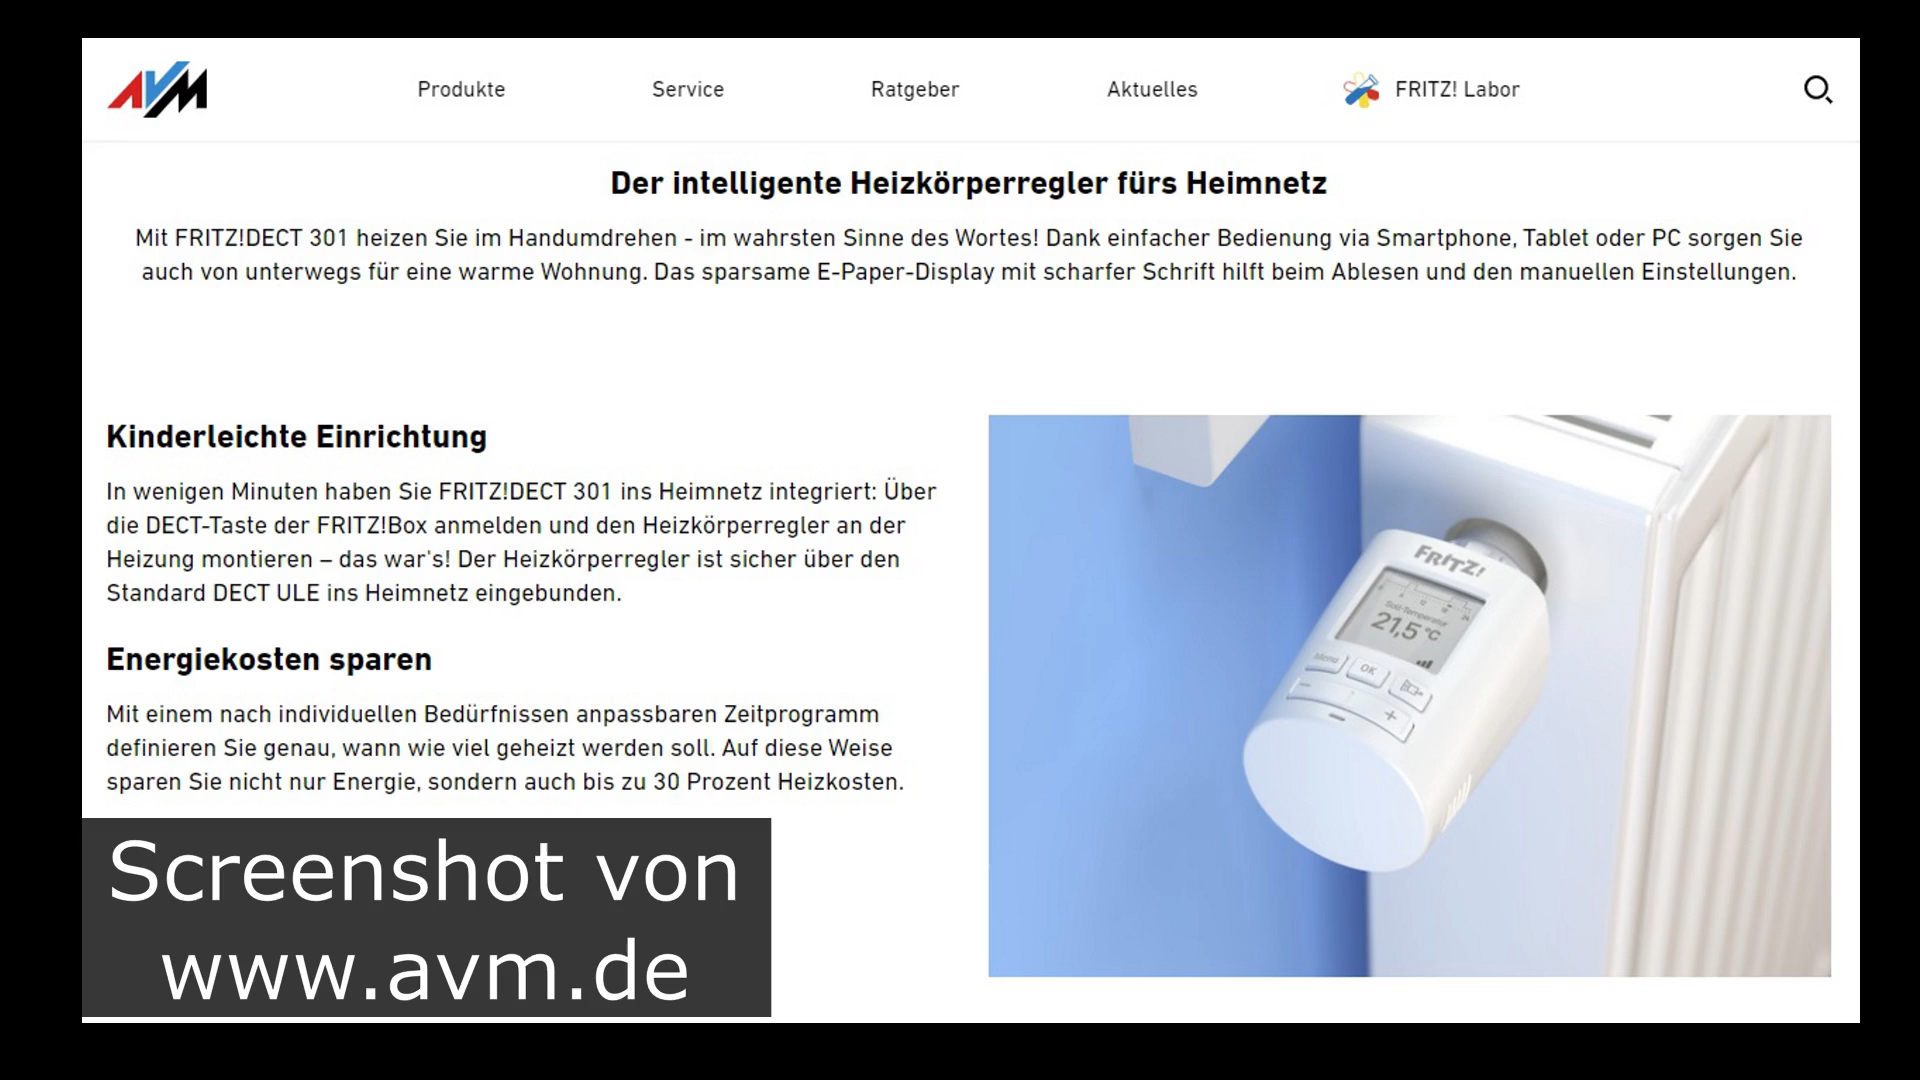 AVM
Produkte
Service
Ratgeber
Aktuelles
FRITZ! Labor
Der intelligente Heizkörperregler fürs Heimnetz
Mit FRITZ!DECT 301 heizen Sie im Handumdrehen - im wahrsten Sinne des Wortes! Dank einfacher Bedienung via Smartphone, Tablet oder PC sorgen Sie
auch von unterwegs für eine warme Wohnung. Das sparsame E-Paper-Display mit scharfer Schrift hilft beim Ablesen und den manuellen Einstellungen.
Kinderleichte Einrichtung
In wenigen Minuten haben Sie FRITZ!DECT 301 ins Heimnetz integriert: Über
die DECT-Taste der FRITZ!Box anmelden und den Heizkörperregler an der
Heizung montieren – das war's! Der Heizkörperregler ist sicher über den
Standard DECT ULE ins Heimnetz eingebunden.
Energiekosten sparen
Mit einem nach individuellen Bedürfnissen anpassbaren Zeitprogramm
definieren Sie genau, wann wie viel geheizt werden soll. Auf diese Weise
sparen Sie nicht nur Energie, sondern auch bis zu 30 Prozent Heizkosten.
FRITZ!
Soll-Temperatur
21,5 °C
Menu
OK
Screenshot von
www.avm.de